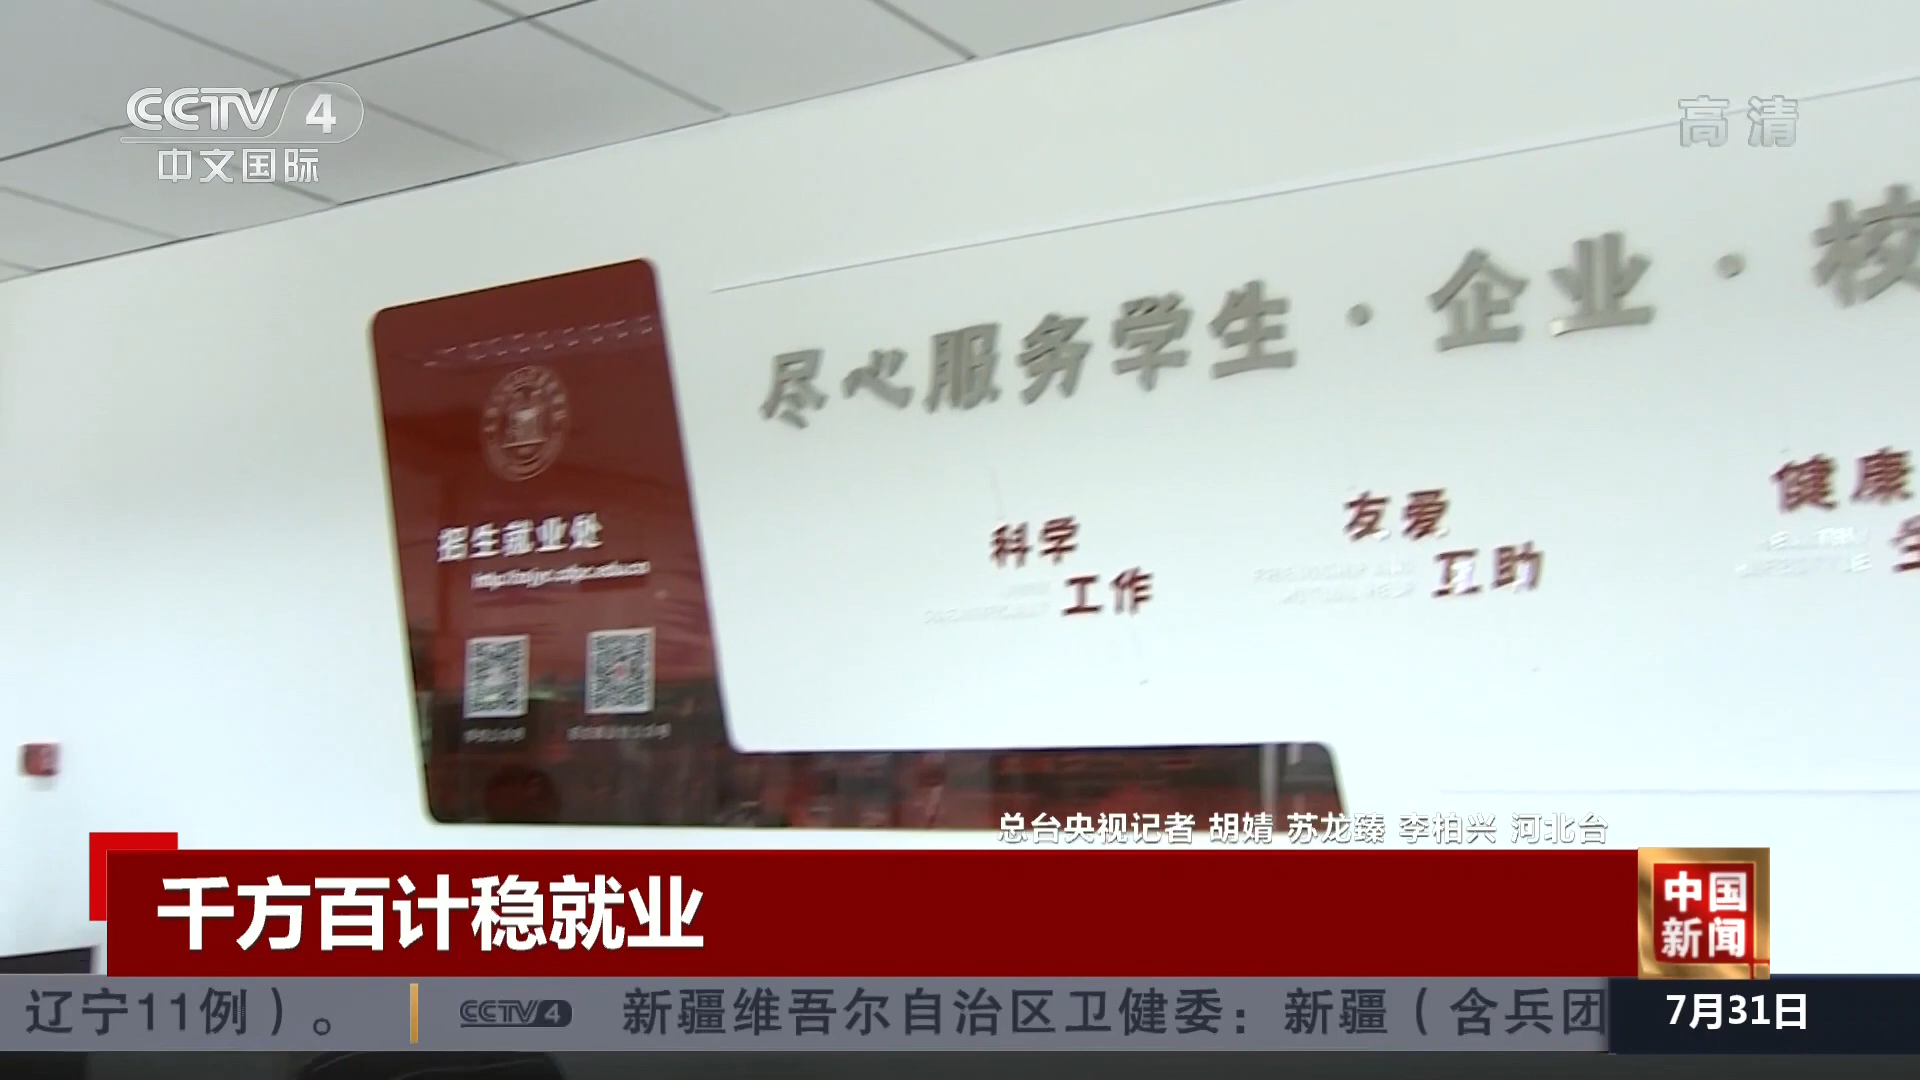 CCTV 4
中文国际
高清
尽心服务学生·企业·校
招生就业处
科学
工作
友爱
互助
健康
总台央视记者 胡婧 苏龙臻 李柏兴 河北台
千方百计稳就业
中国
新闻
辽宁11例）。
CCTV 4
新疆维吾尔自治区卫健委：新疆（含兵团
7月31日